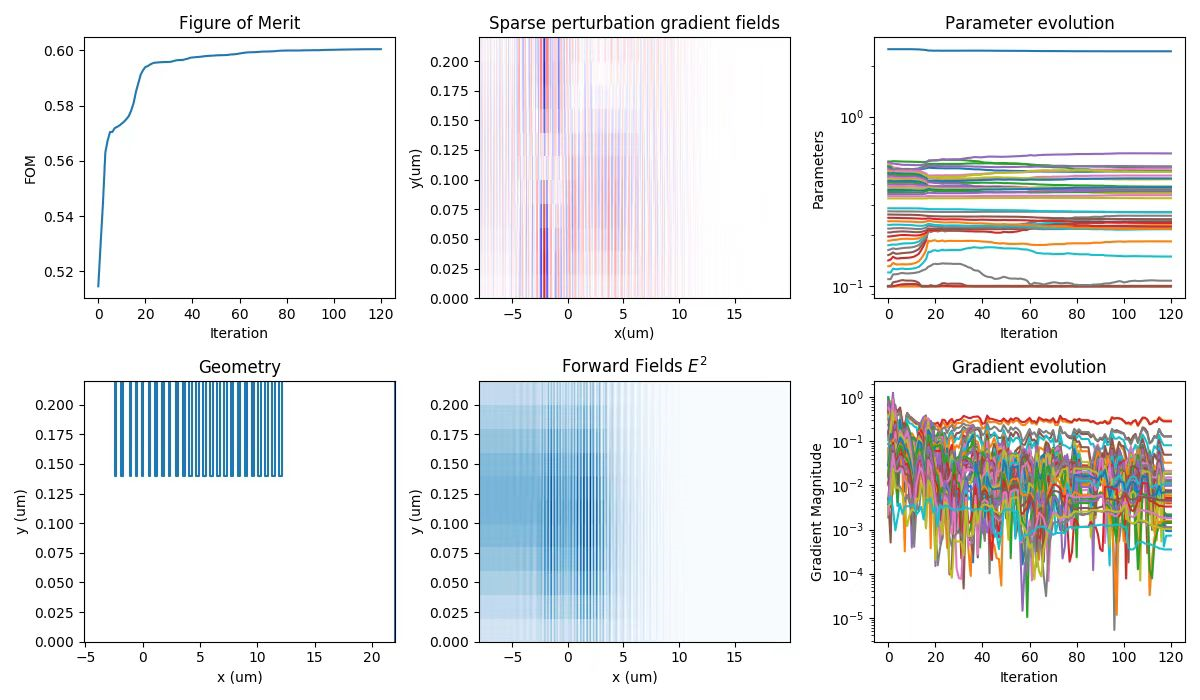 Figure of Merit
FOM
0.60
0.58
0.56
0.54
0.52
0 20 40 60 80 100 120
Iteration
Sparse perturbation gradient fields
y(um)
0.200
0.175
0.150
0.125
0.100
0.075
0.050
0.025
0.000
−5 0 5 10 15
x(um)
Parameter evolution
Parameters
10^0
10^−1
0 20 40 60 80 100 120
Iteration
Geometry
y (um)
0.200
0.175
0.150
0.125
0.100
0.075
0.050
0.025
0.000
−5 0 5 10 15 20
x (um)
Forward Fields E^2
y (um)
0.200
0.175
0.150
0.125
0.100
0.075
0.050
0.025
0.000
−5 0 5 10 15
x (um)
Gradient evolution
Gradient Magnitude
10^0
10^−1
10^−2
10^−3
10^−4
10^−5
0 20 40 60 80 100 120
Iteration